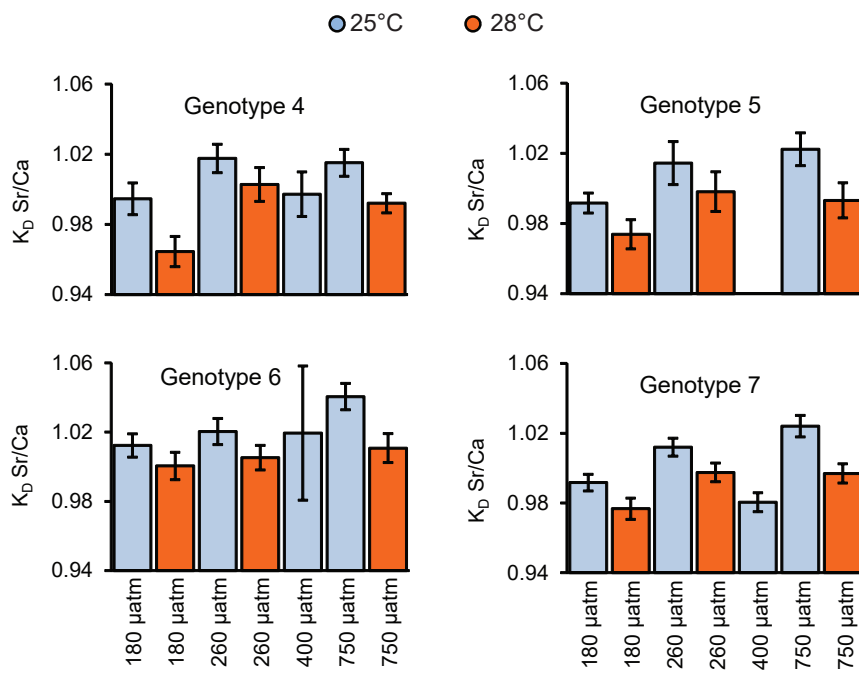 25°C 28°C
Genotype 4
K_D Sr/Ca
1.06
1.02
0.98
0.94
Genotype 5
K_D Sr/Ca
1.06
1.02
0.98
0.94
Genotype 6
K_D Sr/Ca
1.06
1.02
0.98
0.94
180 µatm
180 µatm
260 µatm
260 µatm
400 µatm
750 µatm
750 µatm
Genotype 7
K_D Sr/Ca
1.06
1.02
0.98
0.94
180 µatm
180 µatm
260 µatm
260 µatm
400 µatm
750 µatm
750 µatm